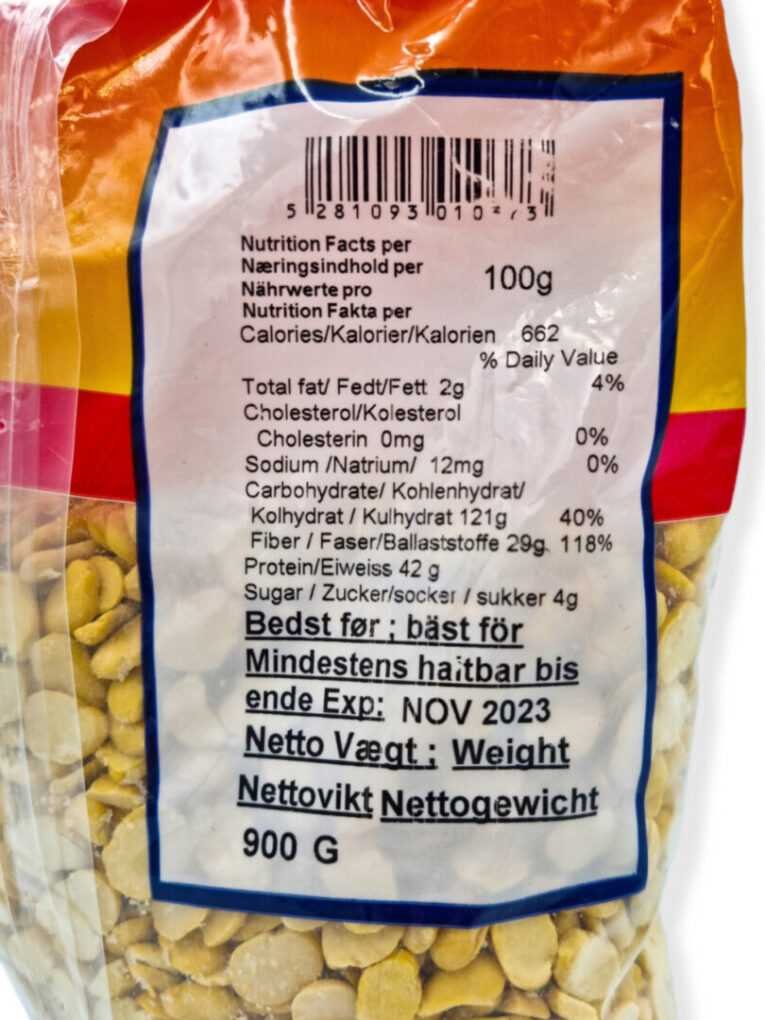 5 281093 010
Nutrition Facts per
Næringsindhold per
Nährwerte pro
100g
Nutrition Fakta per
Calories/Kalorier/Kalorien 662
% Daily Value
Total fat/ Fedt/Fett 2g 4%
Cholesterol/Kolesterol
Cholesterin 0mg 0%
Sodium /Natrium/ 12mg 0%
Carbohydrate/ Kohlenhydrat/
Kolhydrat / Kulhydrat 121g 40%
Fiber / Faser/Ballaststoffe 29g. 118%
Protein/Eiweiss 42 g
Sugar / Zucker/socker / sukker 4g
Bedst før ; bäst för
Mindestens haltbar bis
ende Exp: NOV 2023
Netto Vægt ; Weight
Nettovikt Nettogewicht
900 G